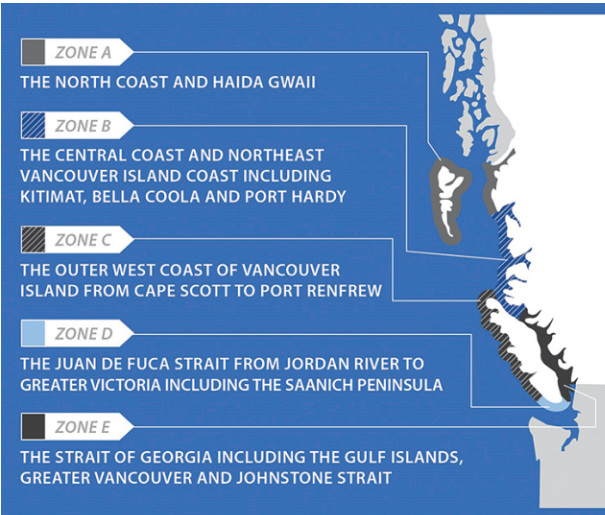 ZONE A
THE NORTH COAST AND HAIDA GWAII
ZONE B
THE CENTRAL COAST AND NORTHEAST
VANCOUVER ISLAND COAST INCLUDING
KITIMAT, BELLA COOLA AND PORT HARDY
ZONE C
THE OUTER WEST COAST OF VANCOUVER
ISLAND FROM CAPE SCOTT TO PORT RENFREW
ZONE D
THE JUAN DE FUCA STRAIT FROM JORDAN RIVER TO
GREATER VICTORIA INCLUDING THE SAANICH PENINSULA
ZONE E
THE STRAIT OF GEORGIA INCLUDING THE GULF ISLANDS,
GREATER VANCOUVER AND JOHNSTONE STRAIT